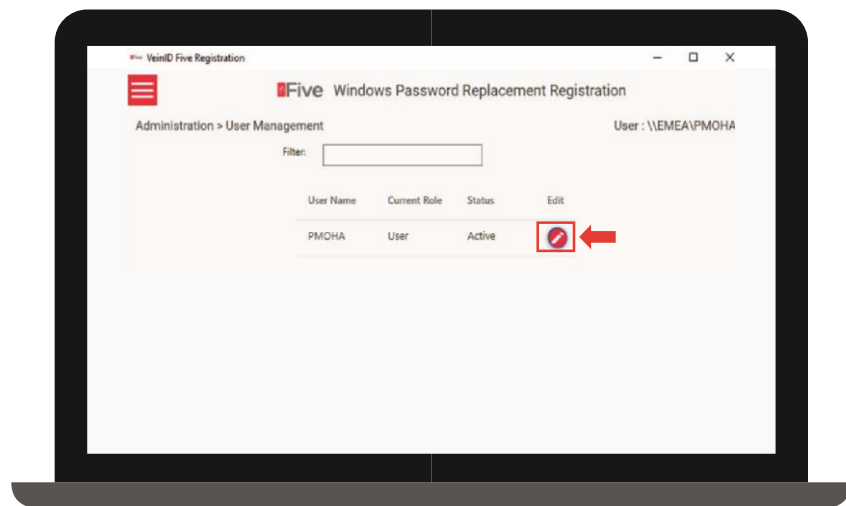 VeinID Five Registration
Five Windows Password Replacement Registration
Administration > User Management User : \\EMEA\PMOHA
Filter:
User Name Current Role Status Edit
PMOHA User Active